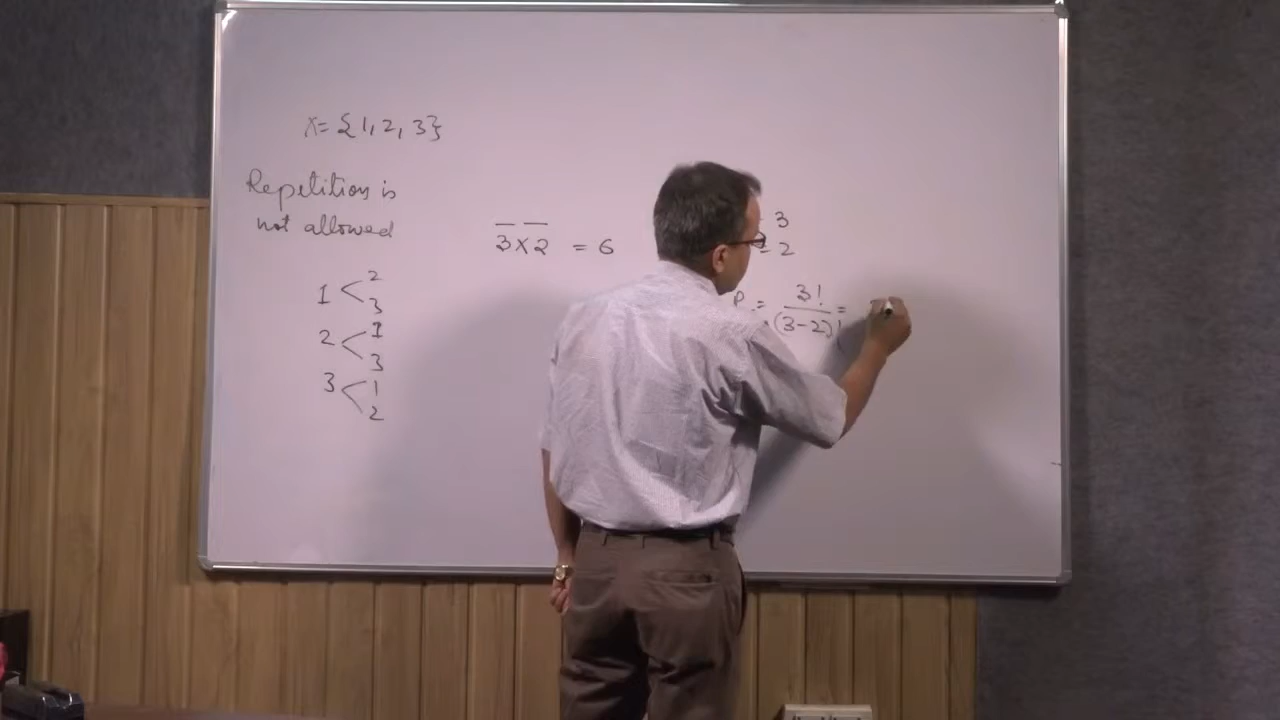 X = {1, 2, 3}
Repetition is
not allowed
1 < 2
3
2 < 1
3
3 < 1
2
3 × 2 = 6
3
= 2
P = 3! / (3-2)! =